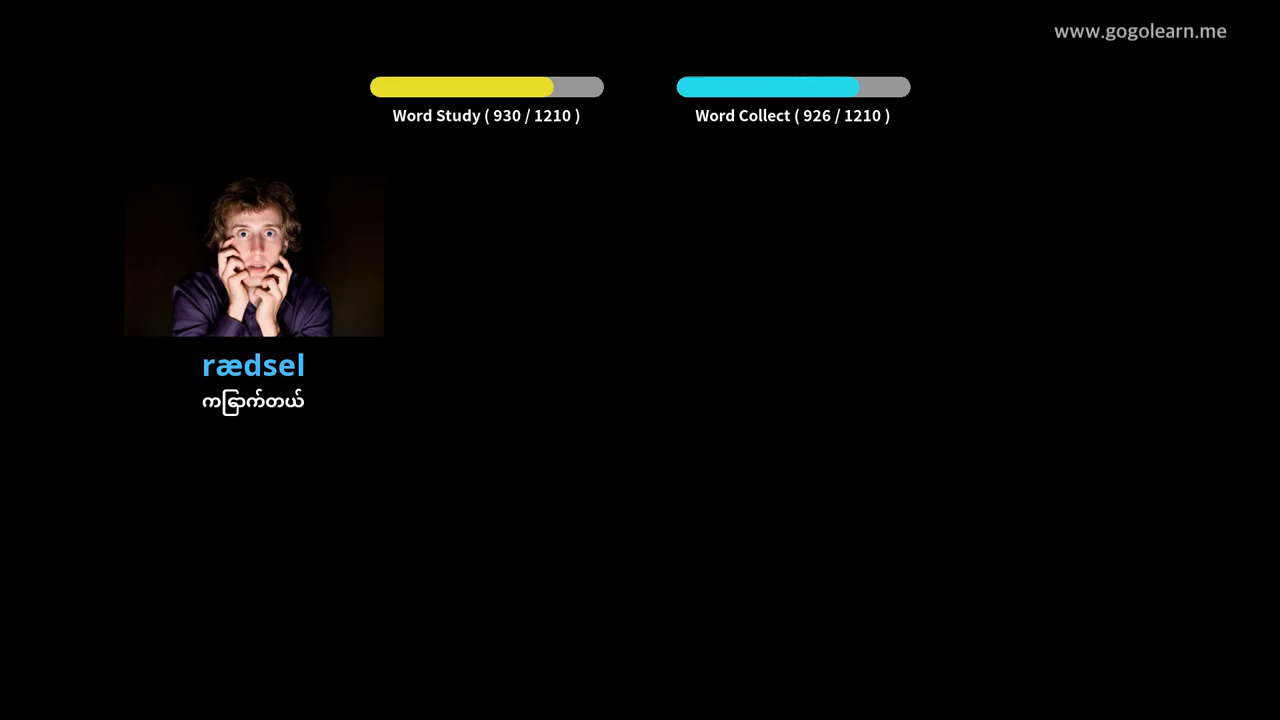 www.gogolearn.me
Word Study ( 930 / 1210 )
Word Collect ( 926 / 1210 )
rædsel
ကြောက်တယ်